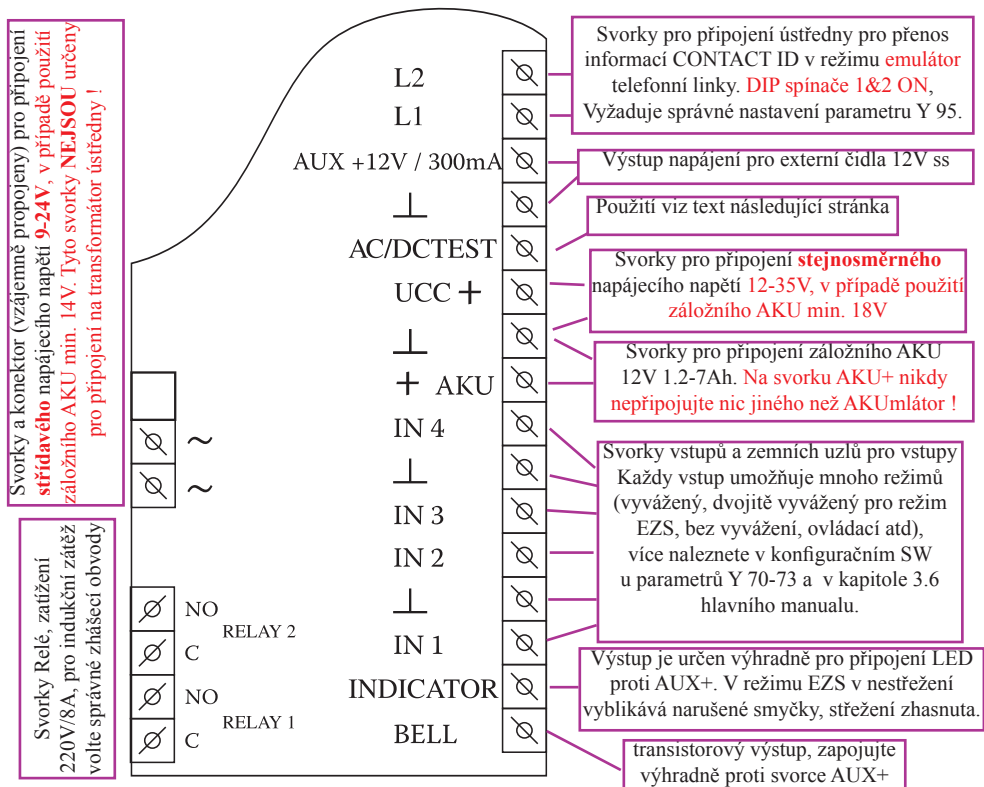 Svorky a konektor (vzájemně propojeny) pro připojení
střídavého napájecího napětí 9-24V, v případě použití
záložního AKU min. 14V. Tyto svorky NEJSOU určeny
pro připojení na transformátor ústředny !
Svorky Relé, zatížení
220V/8A, pro indukční zátěž
volte správné zhášecí obvody
~
~
NO
RELAY 2
C
NO
RELAY 1
C
L2
L1
AUX +12V / 300mA
⊥
AC/DCTEST
UCC +
⊥
+ AKU
IN 4
⊥
IN 3
IN 2
⊥
IN 1
INDICATOR
BELL
Svorky pro připojení ústředny pro přenos
informací CONTACT ID v režimu emulátor
telefonní linky. DIP spínače 1&2 ON,
Vyžaduje správné nastavení parametru Y 95.
Výstup napájení pro externí čidla 12V ss
Použití viz text následující stránka
Svorky pro připojení stejnosměrného
napájecího napětí 12-35V, v případě použití
záložního AKU min. 18V
Svorky pro připojení záložního AKU
12V 1.2-7Ah. Na svorku AKU+ nikdy
nepřipojujte nic jiného než AKUmlátor !
Svorky vstupů a zemních uzlů pro vstupy
Každy vstup umožňuje mnoho režimů
(vyvážený, dvojitě vyvážený pro režim
EZS, bez vyvážení, ovládací atd),
více naleznete v konfiguračním SW
u parametrů Y 70-73 a v kapitole 3.6
hlavního manualu.
Výstup je určen výhradně pro připojení LED
proti AUX+. V režimu EZS v nestřežení
vyblikává narušené smyčky, střežení zhasnuta.
transistorový výstup, zapojujte
výhradně proti svorce AUX+